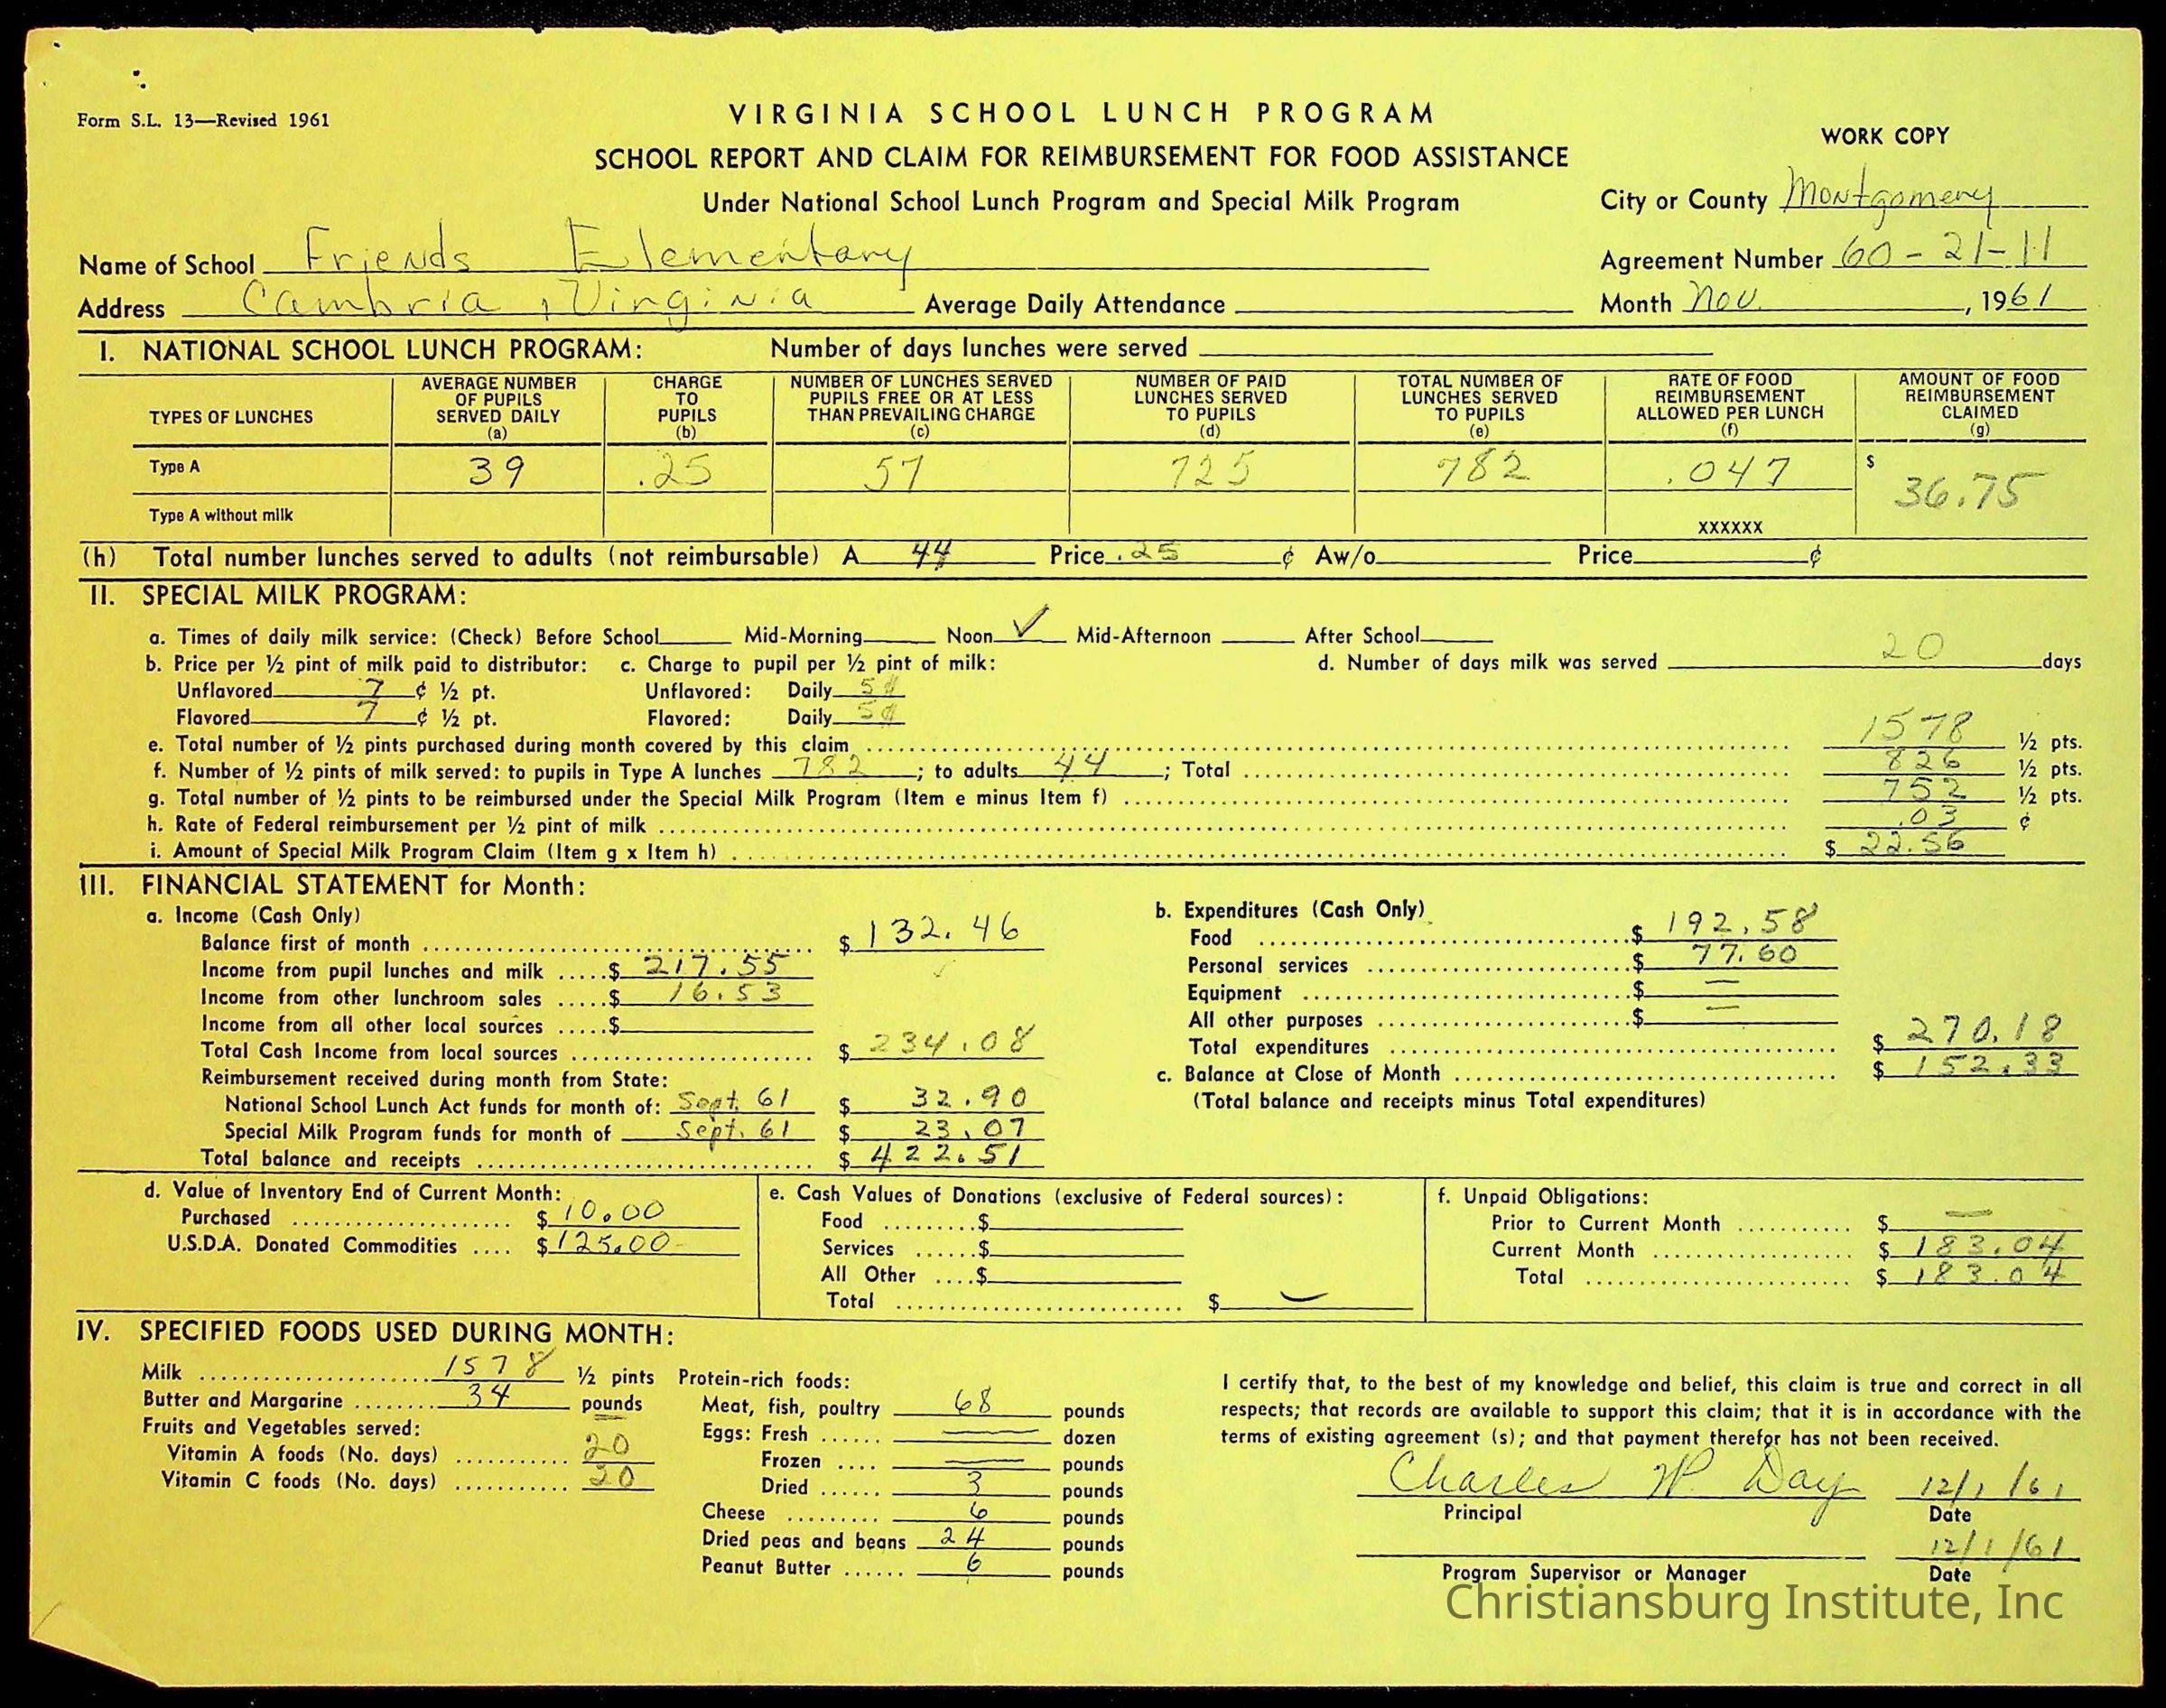 Form S.L. 13—Revised 1961
VIRGINIA SCHOOL LUNCH PROGRAM
WORK COPY
SCHOOL REPORT AND CLAIM FOR REIMBURSEMENT FOR FOOD ASSISTANCE
Under National School Lunch Program and Special Milk Program
City or County Montgomery
Name of School Friends Elementary
Agreement Number 60-21-11
Address Cambria, Virginia Average Daily Attendance
Month Nov. , 1961
I. NATIONAL SCHOOL LUNCH PROGRAM: Number of days lunches were served
TYPES OF LUNCHES
AVERAGE NUMBER OF PUPILS SERVED DAILY (a)
CHARGE TO PUPILS (b)
NUMBER OF LUNCHES SERVED PUPILS FREE OR AT LESS THAN PREVAILING CHARGE (c)
NUMBER OF PAID LUNCHES SERVED TO PUPILS (d)
TOTAL NUMBER OF LUNCHES SERVED TO PUPILS (e)
RATE OF FOOD REIMBURSEMENT ALLOWED PER LUNCH (f)
AMOUNT OF FOOD REIMBURSEMENT CLAIMED (g)
Type A 39 .25 57 725 782 .047 $ 36.75
Type A without milk XXXXXX
(h) Total number lunches served to adults (not reimbursable) A 44 Price .25 ¢ Aw/o Price ¢
II. SPECIAL MILK PROGRAM:
a. Times of daily milk service: (Check) Before School Mid-Morning Noon ✓ Mid-Afternoon After School
b. Price per ½ pint of milk paid to distributor: c. Charge to pupil per ½ pint of milk: d. Number of days milk was served 20 days
Unflavored 7 ¢ ½ pt. Unflavored: Daily 5¢
Flavored 7 ¢ ½ pt. Flavored: Daily 5¢
e. Total number of ½ pints purchased during month covered by this claim 1578 ½ pts.
f. Number of ½ pints of milk served: to pupils in Type A lunches 782 ; to adults 44 ; Total 826 ½ pts.
g. Total number of ½ pints to be reimbursed under the Special Milk Program (Item e minus Item f) 752 ½ pts.
h. Rate of Federal reimbursement per ½ pint of milk .03 ¢
i. Amount of Special Milk Program Claim (Item g x Item h) $ 22.56
III. FINANCIAL STATEMENT for Month:
a. Income (Cash Only)
Balance first of month $ 132.46
Income from pupil lunches and milk $ 217.55
Income from other lunchroom sales $ 16.53
Income from all other local sources $
Total Cash Income from local sources $ 234.08
Reimbursement received during month from State:
National School Lunch Act funds for month of: Sept. 61 $ 32.90
Special Milk Program funds for month of Sept. 61 $ 23.07
Total balance and receipts $ 422.51
b. Expenditures (Cash Only)
Food $ 192.58
Personal services $ 77.60
Equipment $ —
All other purposes $ —
Total expenditures $ 270.18
c. Balance at Close of Month $ 152.33
(Total balance and receipts minus Total expenditures)
d. Value of Inventory End of Current Month:
Purchased $ 10.00
U.S.D.A. Donated Commodities $ 125.00
e. Cash Values of Donations (exclusive of Federal sources):
Food $
Services $
All Other $
Total $ —
f. Unpaid Obligations:
Prior to Current Month $ —
Current Month $ 183.04
Total $ 183.04
IV. SPECIFIED FOODS USED DURING MONTH:
Milk 1578 ½ pints
Butter and Margarine 34 pounds
Fruits and Vegetables served:
Vitamin A foods (No. days) 20
Vitamin C foods (No. days) 20
Protein-rich foods:
Meat, fish, poultry 68 pounds
Eggs: Fresh — dozen
Frozen — pounds
Dried 3 pounds
Cheese 6 pounds
Dried peas and beans 24 pounds
Peanut Butter 6 pounds
I certify that, to the best of my knowledge and belief, this claim is true and correct in all
respects; that records are available to support this claim; that it is in accordance with the
terms of existing agreement (s); and that payment therefor has not been received.
Charles W. Day 12/1/61
Principal Date
12/1/61
Program Supervisor or Manager Date
Christiansburg Institute, Inc